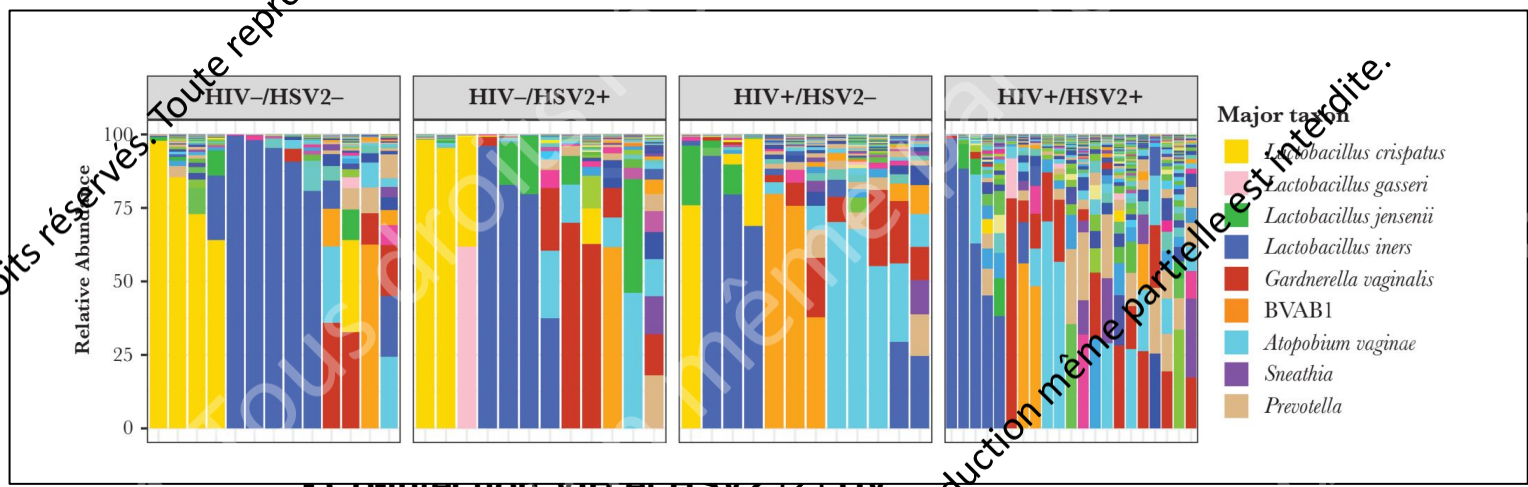 HIV–/HSV2–
HIV–/HSV2+
HIV+/HSV2–
HIV+/HSV2+
Relative Abundance
100
75
50
25
0
Major taxon
Lactobacillus crispatus
Lactobacillus gasseri
Lactobacillus jensenii
Lactobacillus iners
Gardnerella vaginalis
BVAB1
Atopobium vaginae
Sneathia
Prevotella
réservés. Toute
Tous droits
même
duction même partielle est interdite.